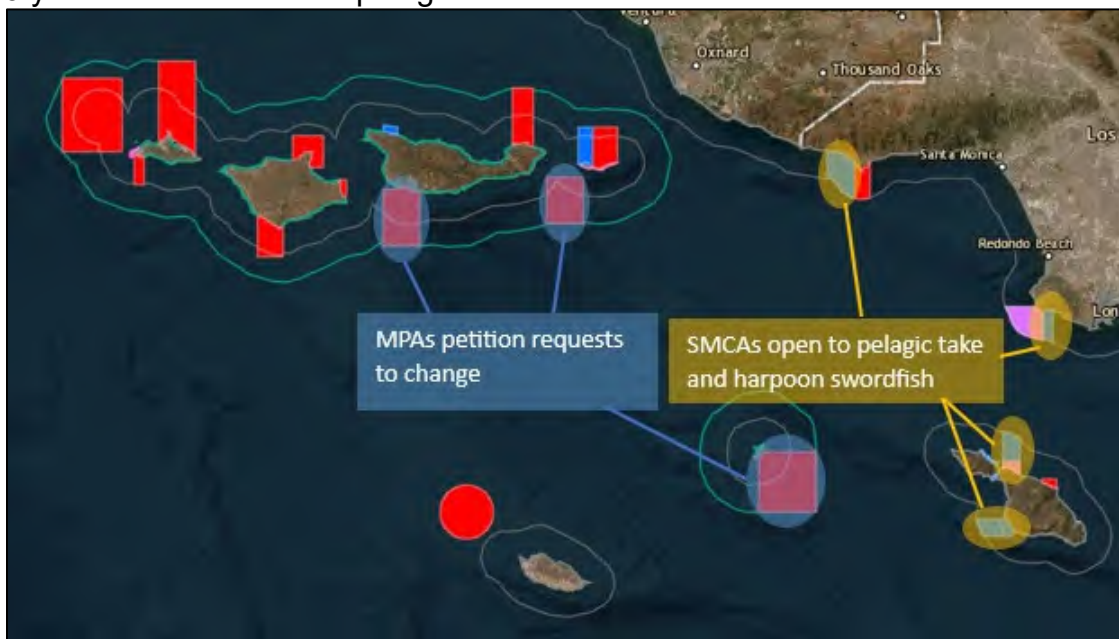 Oxnard
Thousand Oaks
Los
Santa Monica
Redondo Beach
Lon
MPAs petition requests
to change
SMCAs open to pelagic take
and harpoon swordfish